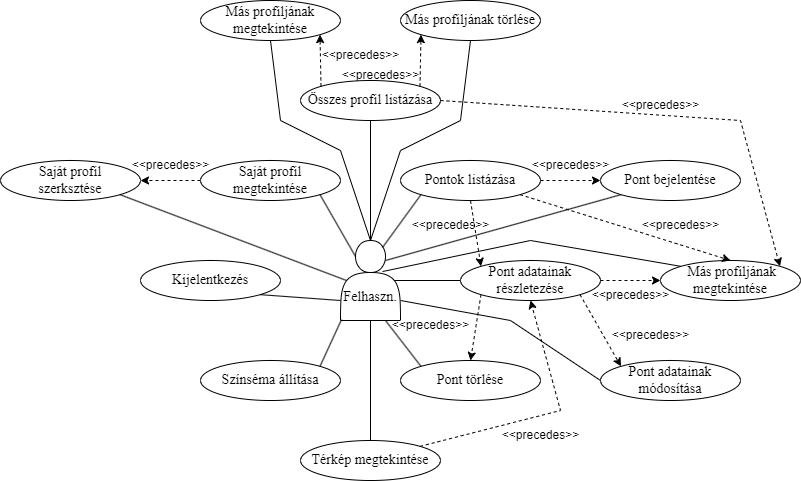 Más profiljának
megtekintése
Más profiljának törlése
<<precedes>>
<<precedes>>
Összes profil listázása
<<precedes>>
Saját profil
szerksztése
<<precedes>>
Saját profil
megtekintése
Pontok listázása
<<precedes>>
Pont bejelentése
<<precedes>>
<<precedes>>
Kijelentkezés
Felhaszn.
Pont adatainak
részletezése
<<precedes>>
Más profiljának
megtekintése
<<precedes>>
<<precedes>>
Színséma állítása
Pont törlése
Pont adatainak
módosítása
<<precedes>>
Térkép megtekintése